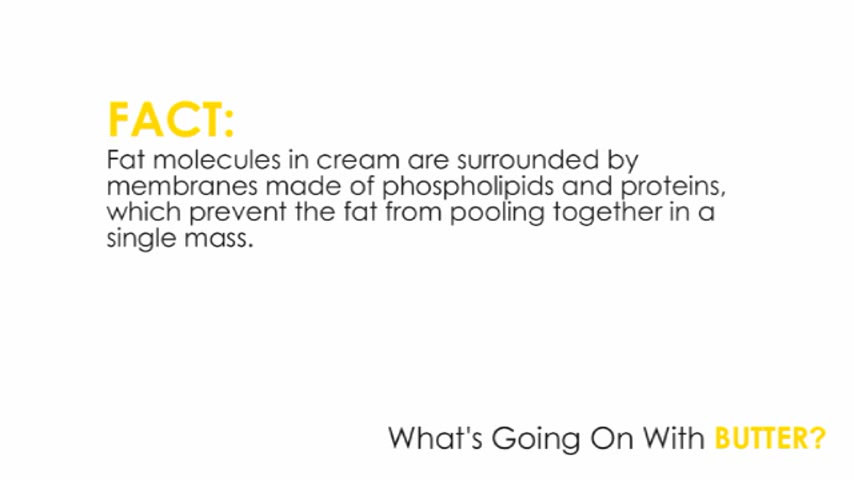 FACT:
Fat molecules in cream are surrounded by
membranes made of phospholipids and proteins,
which prevent the fat from pooling together in a
single mass.
What's Going On With BUTTER?